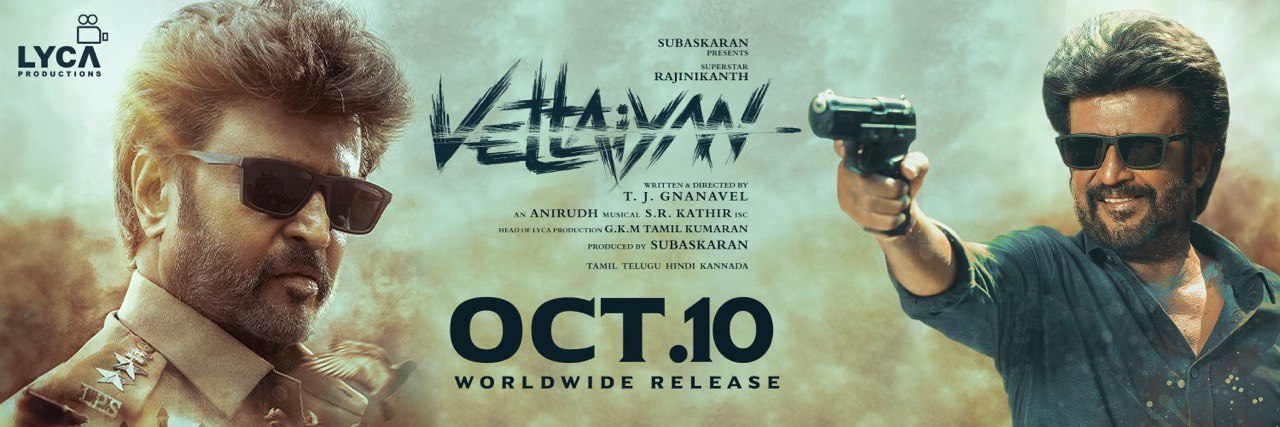 LYCA
PRODUCTIONS
SUBASKARAN
PRESENTS
SUPERSTAR
RAJINIKANTH
VETTAIYAN
WRITTEN & DIRECTED BY
T. J. GNANAVEL
AN ANIRUDH MUSICAL S.R. KATHIR ISC
HEAD OF LYCA PRODUCTION G.K.M TAMIL KUMARAN
PRODUCED BY SUBASKARAN
TAMIL TELUGU HINDI KANNADA
OCT.10
WORLDWIDE RELEASE
I.P.S